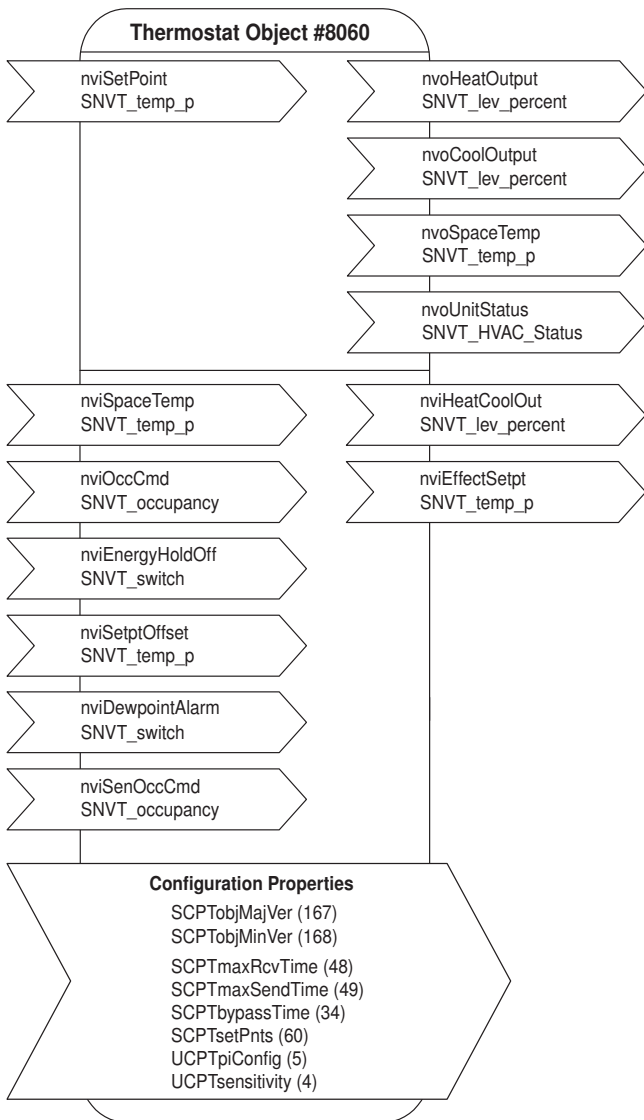 Thermostat Object #8060
nviSetPoint
SNVT_temp_p
nvoHeatOutput
SNVT_lev_percent
nvoCoolOutput
SNVT_lev_percent
nvoSpaceTemp
SNVT_temp_p
nvoUnitStatus
SNVT_HVAC_Status
nviSpaceTemp
SNVT_temp_p
nviHeatCoolOut
SNVT_lev_percent
nviOccCmd
SNVT_occupancy
nviEffectSetpt
SNVT_temp_p
nviEnergyHoldOff
SNVT_switch
nviSetptOffset
SNVT_temp_p
nviDewpointAlarm
SNVT_switch
nviSenOccCmd
SNVT_occupancy
Configuration Properties
SCPTobjMajVer (167)
SCPTobjMinVer (168)
SCPTmaxRcvTime (48)
SCPTmaxSendTime (49)
SCPTbypassTime (34)
SCPTsetPnts (60)
UCPTpiConfig (5)
UCPTsensitivity (4)